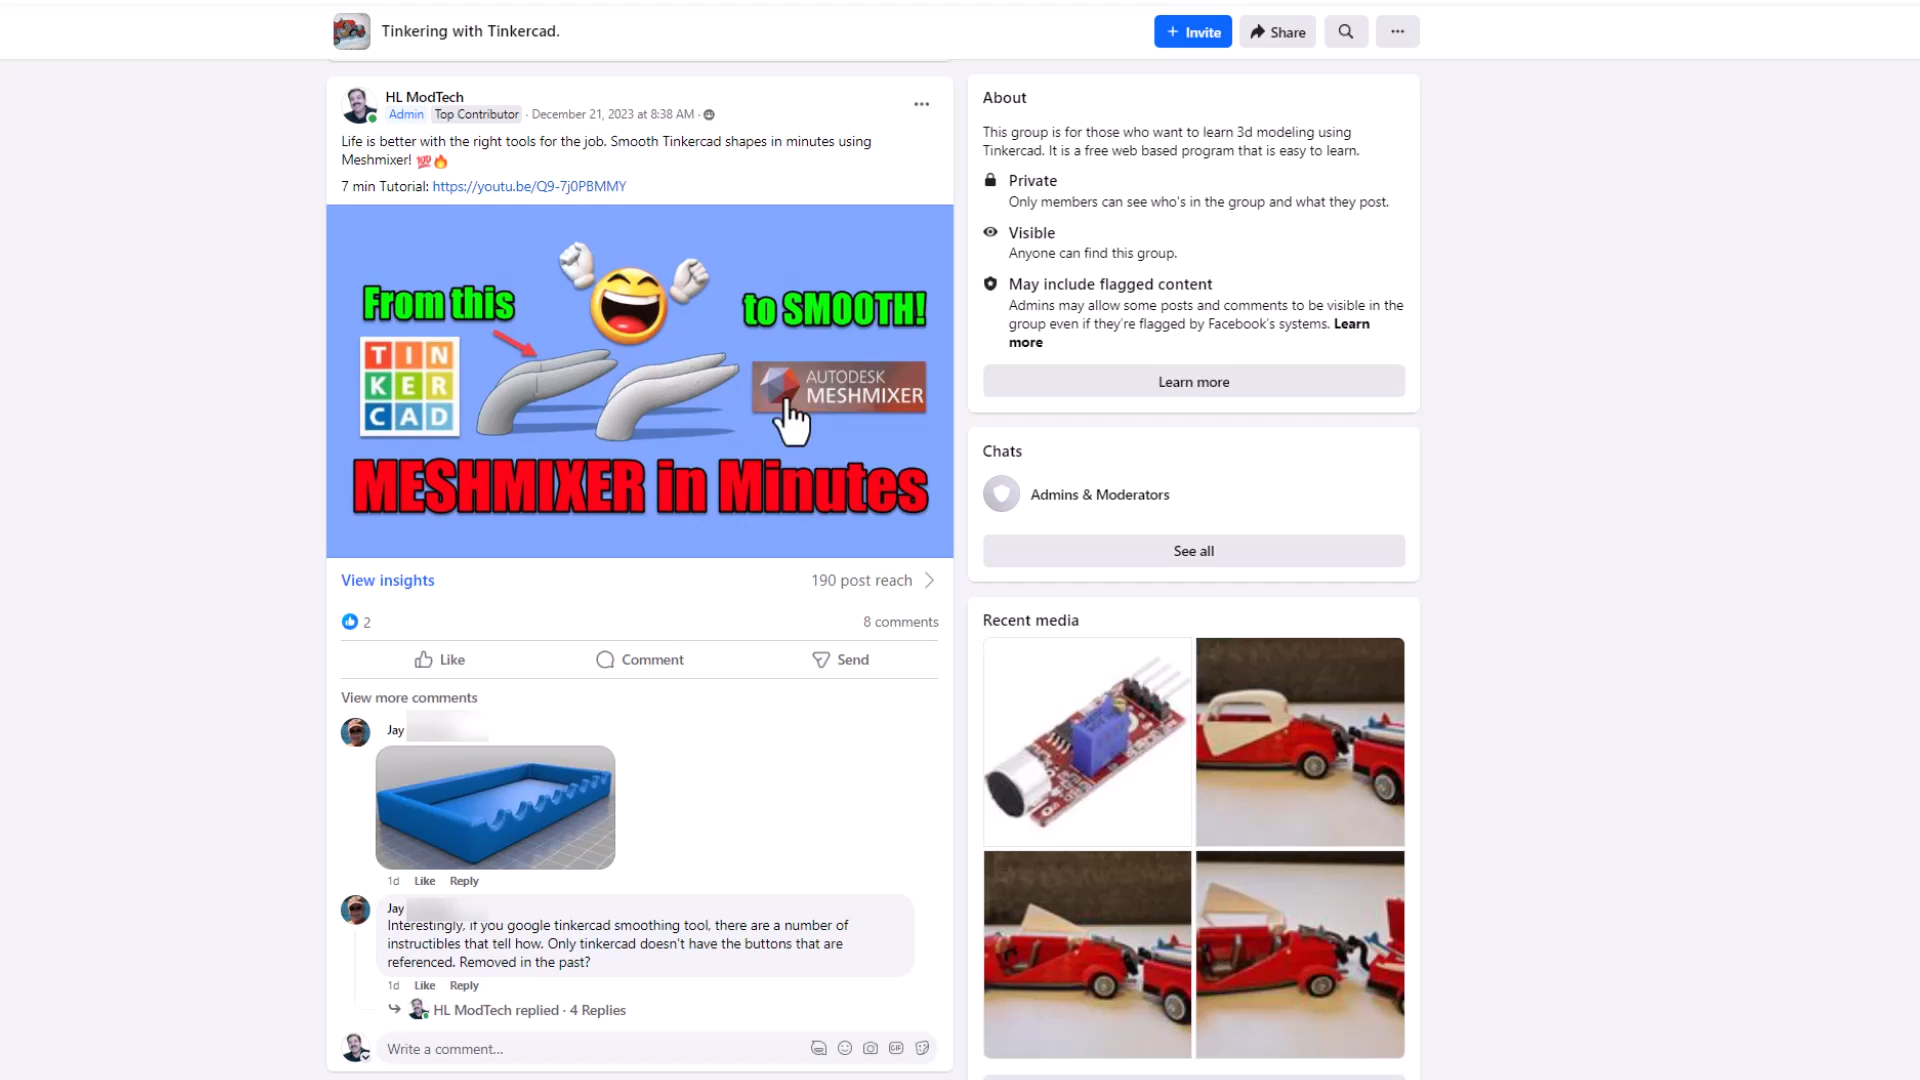 Tinkering with Tinkercad.
+ Invite
Share
HL ModTech
Admin Top Contributor · December 21, 2023 at 8:38 AM ·
Life is better with the right tools for the job. Smooth Tinkercad shapes in minutes using
Meshmixer! 💯🔥
7 min Tutorial: https://youtu.be/Q9-7j0PBMMY
From this
to SMOOTH!
TIN
KER
CAD
AUTODESK
MESHMIXER
MESHMIXER in Minutes
View insights
190 post reach
2
8 comments
Like
Comment
Send
View more comments
Jay
1d Like Reply
Jay
Interestingly, if you google tinkercad smoothing tool, there are a number of
instructibles that tell how. Only tinkercad doesn't have the buttons that are
referenced. Removed in the past?
1d Like Reply
HL ModTech replied · 4 Replies
Write a comment...
GIF
About
This group is for those who want to learn 3d modeling using
Tinkercad. It is a free web based program that is easy to learn.
Private
Only members can see who's in the group and what they post.
Visible
Anyone can find this group.
May include flagged content
Admins may allow some posts and comments to be visible in the
group even if they're flagged by Facebook's systems. Learn
more
Learn more
Chats
Admins & Moderators
See all
Recent media